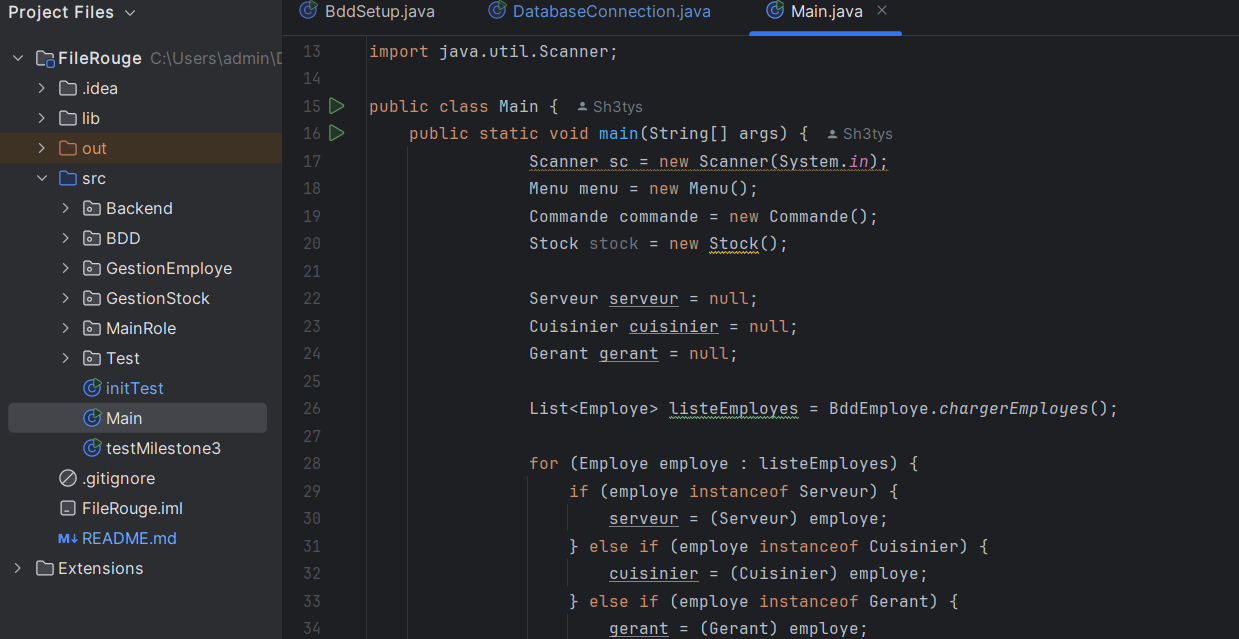 Project Files
BddSetup.java
DatabaseConnection.java
Main.java
FileRouge C:\Users\admin\D
.idea
lib
out
src
Backend
BDD
GestionEmploye
GestionStock
MainRole
Test
initTest
Main
testMilestone3
.gitignore
FileRouge.iml
M↓ README.md
Extensions
13 import java.util.Scanner;
14
15 public class Main { Sh3tys
16 public static void main(String[] args) { Sh3tys
17 Scanner sc = new Scanner(System.in);
18 Menu menu = new Menu();
19 Commande commande = new Commande();
20 Stock stock = new Stock();
21
22 Serveur serveur = null;
23 Cuisinier cuisinier = null;
24 Gerant gerant = null;
25
26 List<Employe> listeEmployes = BddEmploye.chargerEmployes();
27
28 for (Employe employe : listeEmployes) {
29 if (employe instanceof Serveur) {
30 serveur = (Serveur) employe;
31 } else if (employe instanceof Cuisinier) {
32 cuisinier = (Cuisinier) employe;
33 } else if (employe instanceof Gerant) {
34 gerant = (Gerant) employe;